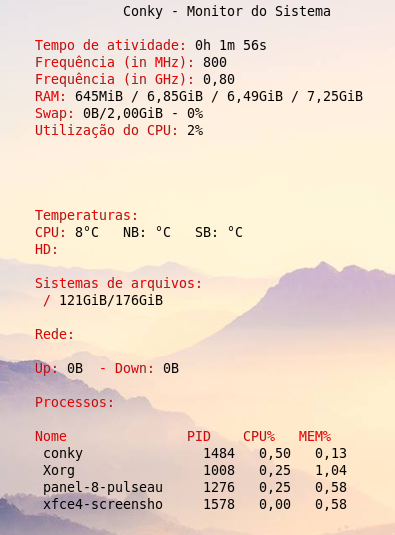 Conky - Monitor do Sistema
Tempo de atividade: 0h 1m 56s
Frequência (in MHz): 800
Frequência (in GHz): 0,80
RAM: 645MiB / 6,85GiB / 6,49GiB / 7,25GiB
Swap: 0B/2,00GiB - 0%
Utilização do CPU: 2%
Temperaturas:
CPU: 8°C NB: °C SB: °C
HD:
Sistemas de arquivos:
/ 121GiB/176GiB
Rede:
Up: 0B - Down: 0B
Processos:
Nome PID CPU% MEM%
conky 1484 0,50 0,13
Xorg 1008 0,25 1,04
panel-8-pulseau 1276 0,25 0,58
xfce4-screensho 1578 0,00 0,58